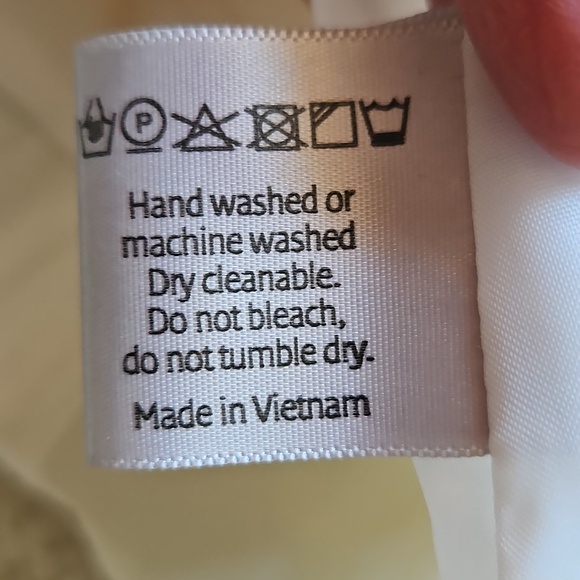 P
Hand washed or
machine washed
Dry cleanable.
Do not bleach,
do not tumble dry.
Made in Vietnam